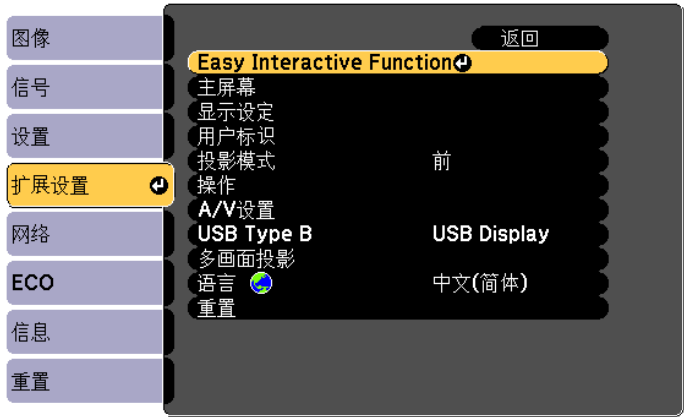 图像
信号
设置
扩展设置
网络
ECO
信息
重置
返回
Easy Interactive Function
主屏幕
显示设定
用户标识
投影模式 前
操作
A/V设置
USB Type B USB Display
多画面投影
语言 中文(简体)
重置